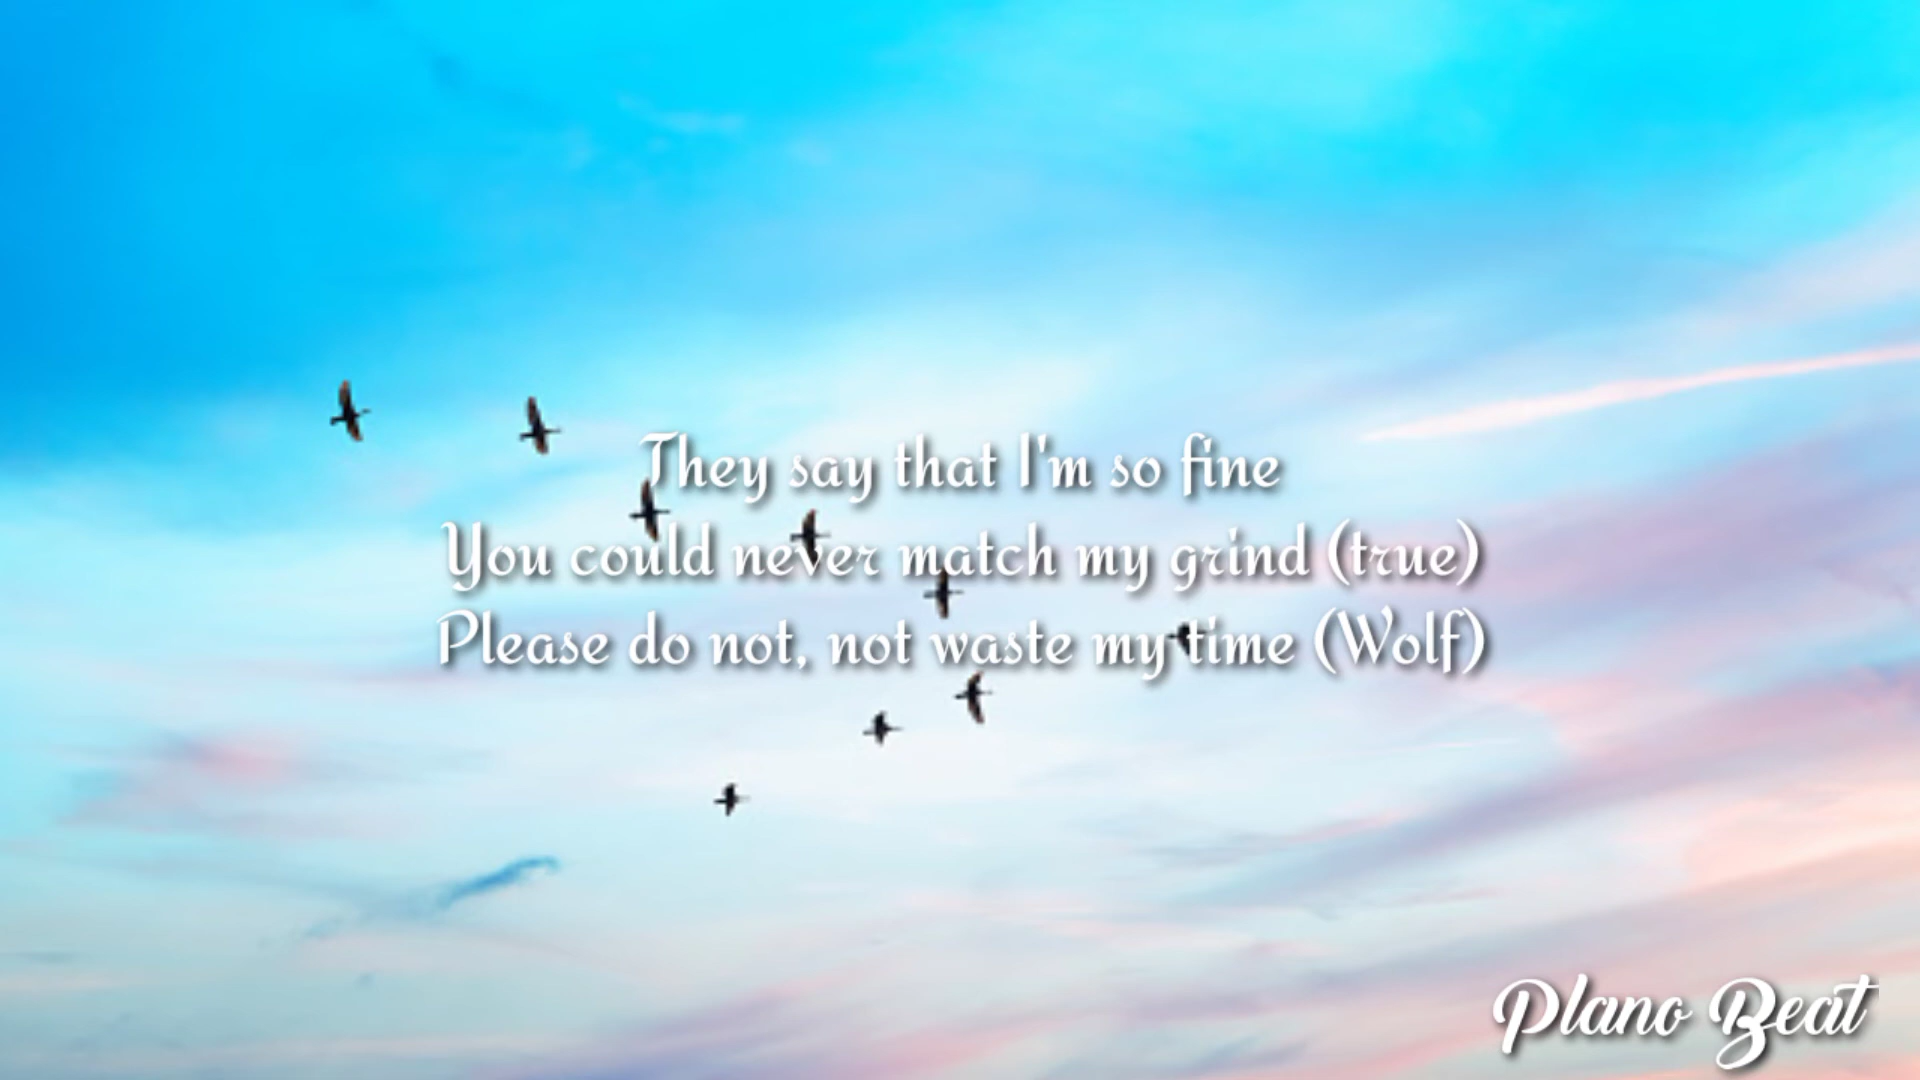 They say that I'm so fine
You could never match my grind (true)
Please do not, not waste my time (Wolf)
Plano Beat